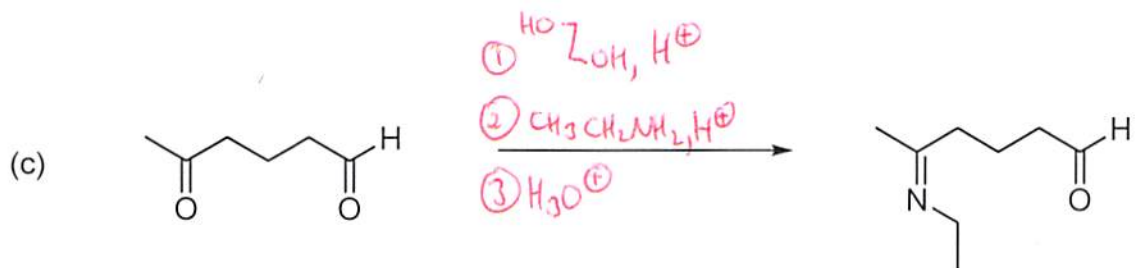 ① HO OH, H⊕
② CH3CH2NH2, H⊕
③ H3O⊕
(c)
O
O
H
N
O
H